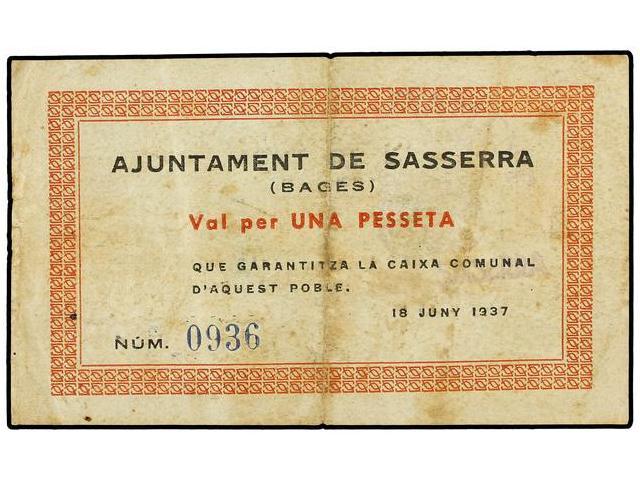 AJUNTAMENT DE SASSERRA
(BAGES)
Val per UNA PESSETA
QUE GARANTITZA LA CAIXA COMUNAL
D'AQUEST POBLE.
18 JUNY 1937
NÚM. 0936